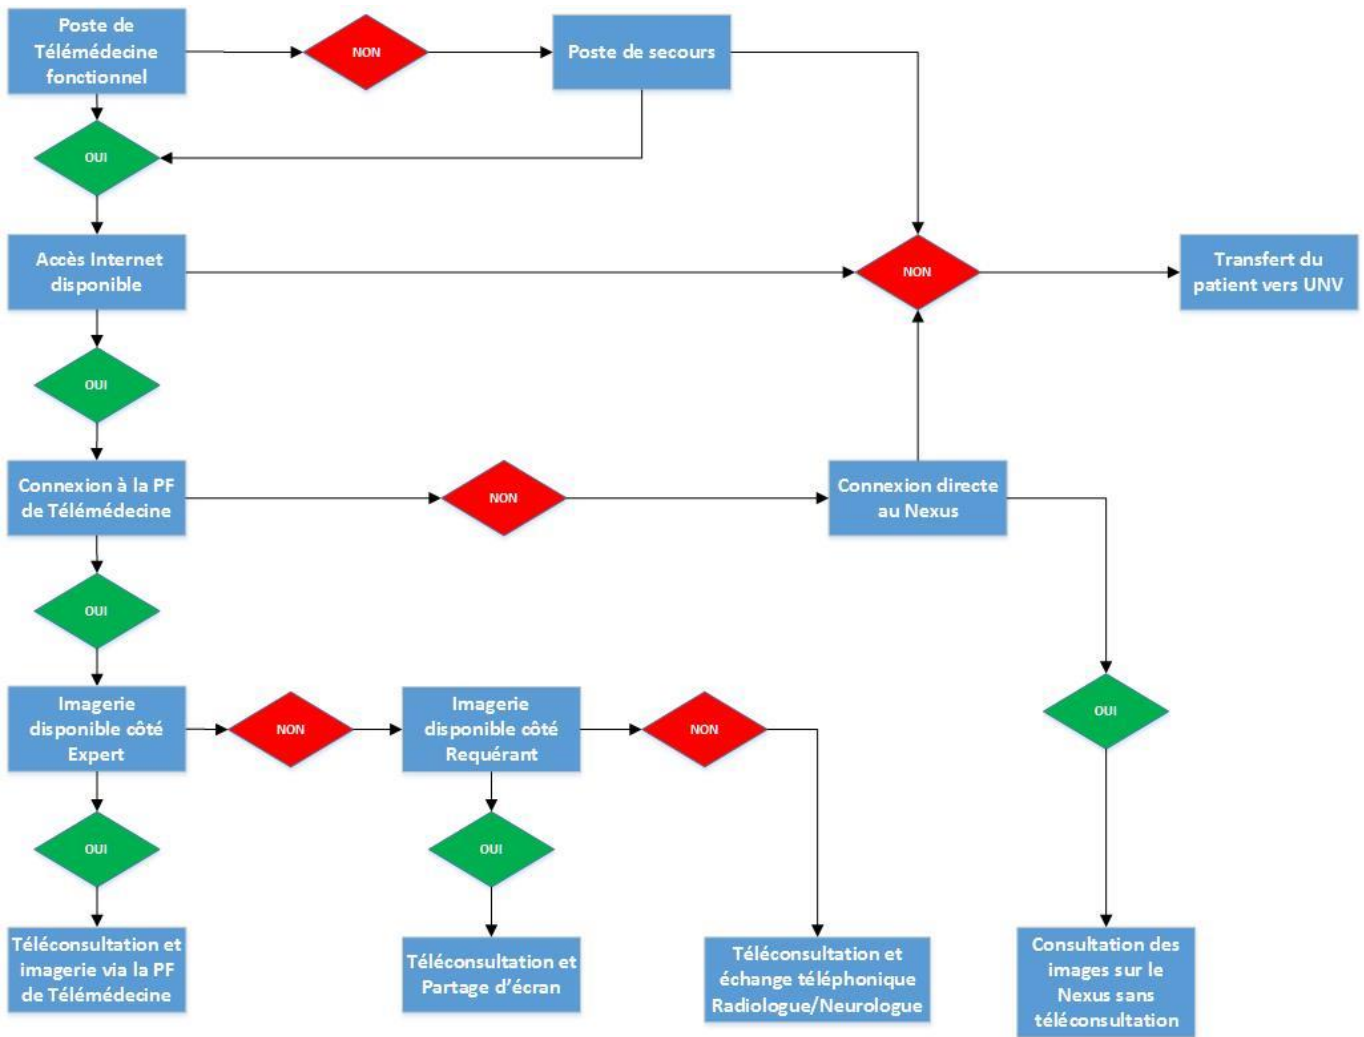 Poste de
Télémédecine
fonctionnel
NON
Poste de secours
OUI
Accès Internet
disponible
NON
Transfert du
patient vers UNV
OUI
Connexion à la PF
de Télémédecine
NON
Connexion directe
au Nexus
OUI
Imagerie
disponible côté
Expert
NON
Imagerie
disponible côté
Requérant
NON
OUI
OUI
OUI
Téléconsultation et
imagerie via la PF
de Télémédecine
Téléconsultation et
Partage d’écran
Téléconsultation et
échange téléphonique
Radiologue/Neurologue
Consultation des
images sur le
Nexus sans
téléconsultation